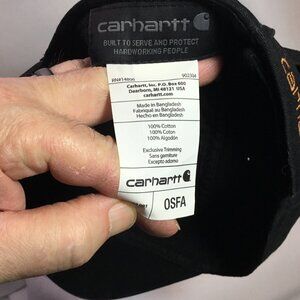 carhartt
BUILT TO SERVE AND PROTECT
HARDWORKING PEOPLE
RN#14806
Carhartt, Inc. P.O. Box 600
Dearborn, MI 48121 USA
carhartt.com
Made in Bangladesh
Fabriqué au Bangladesh
Hecho en Bangladesh
100% Cotton
100% Coton
100% Algodón
Exclusive Trimming
Sans garniture
Excepto adorno
carhartt
OSFA